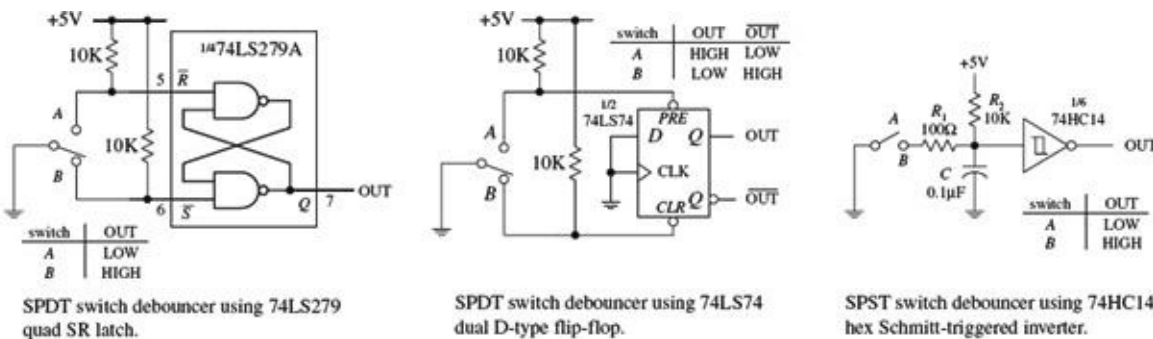 +5V
10K
1/4 74LS279A
5
R
A
10K
B
6
S
Q
7
OUT
switch OUT
A LOW
B HIGH
SPDT switch debouncer using 74LS279
quad SR latch.
+5V
switch OUT OUT
A HIGH LOW
B LOW HIGH
10K
1/2
74LS74
PRE
A
D Q OUT
10K
CLK
B
Q OUT
CLR
SPDT switch debouncer using 74LS74
dual D-type flip-flop.
+5V
R2
10K
1/6
74HC14
A
R1
100Ω
B
OUT
C
0.1μF
switch OUT
A LOW
B HIGH
SPST switch debouncer using 74HC14
hex Schmitt-triggered inverter.